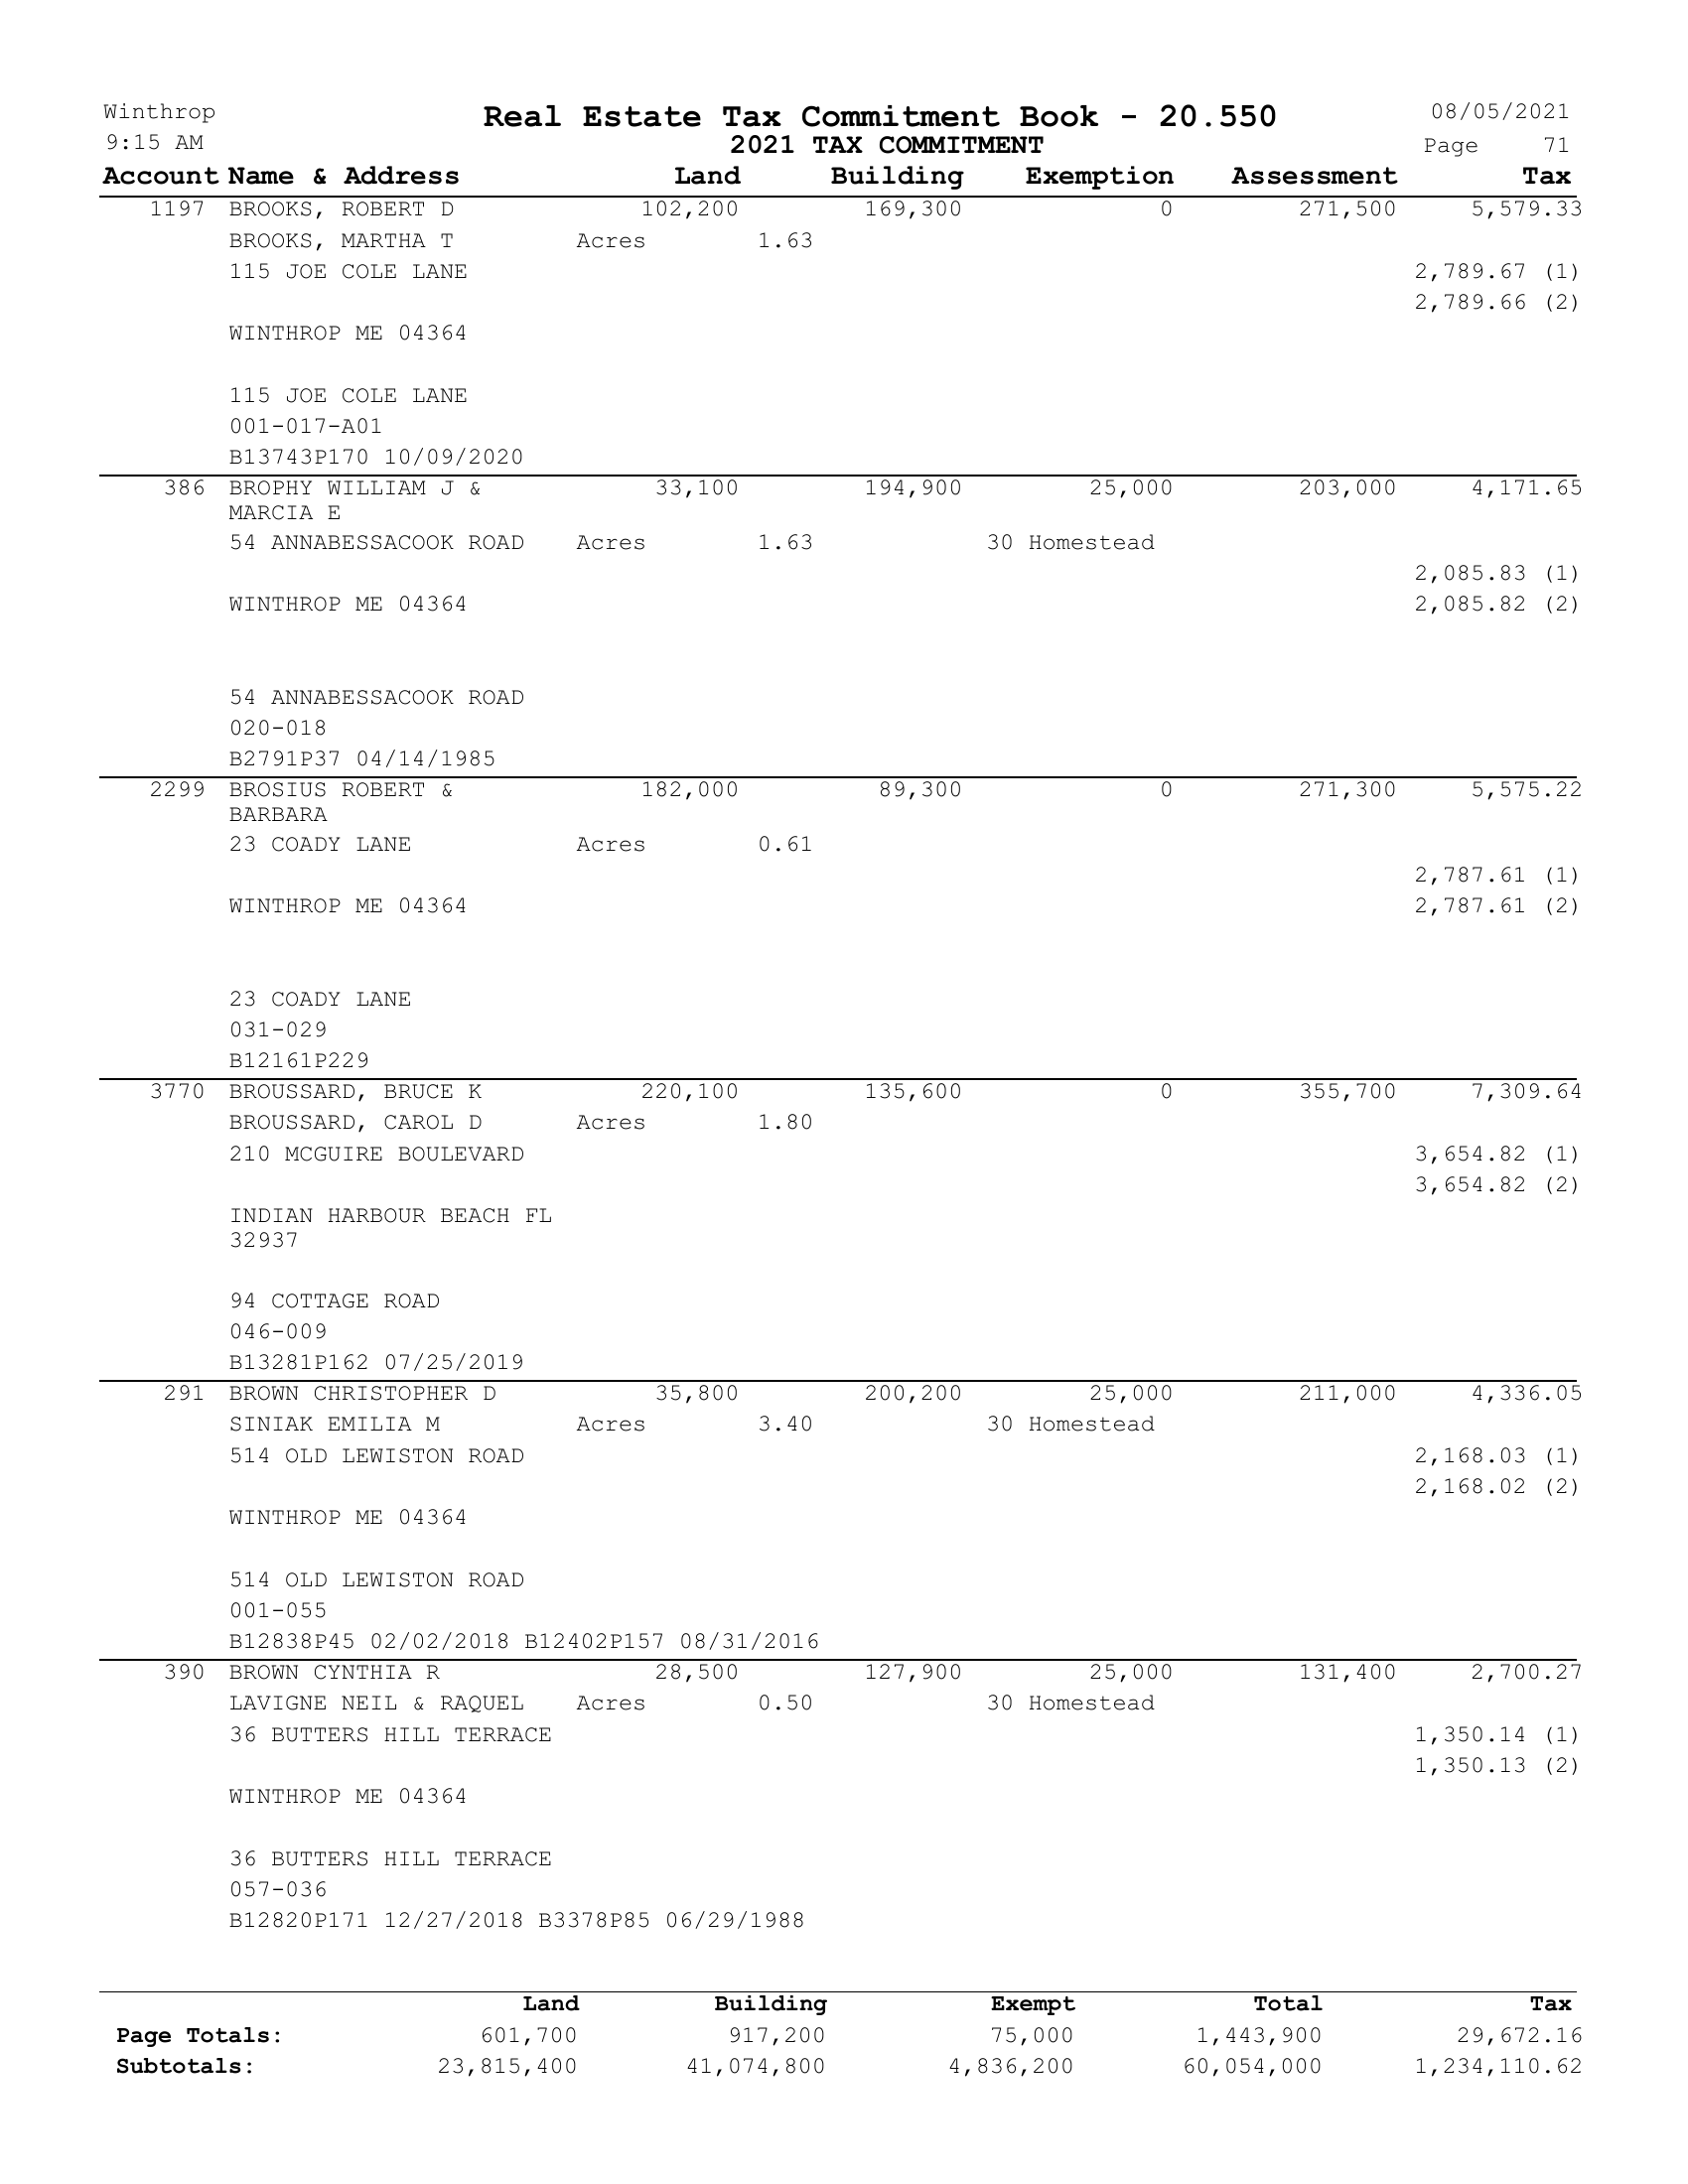 Winthrop Real Estate Tax Commitment Book - 20.550 08/05/2021
9:15 AM 2021 TAX COMMITMENT Page 71
Account Name & Address Land Building Exemption Assessment Tax
1197 BROOKS, ROBERT D 102,200 169,300 0 271,500 5,579.33
BROOKS, MARTHA T Acres 1.63
115 JOE COLE LANE 2,789.67 (1)
2,789.66 (2)
WINTHROP ME 04364
115 JOE COLE LANE
001-017-A01
B13743P170 10/09/2020
386 BROPHY WILLIAM J & 33,100 194,900 25,000 203,000 4,171.65
MARCIA E
54 ANNABESSACOOK ROAD Acres 1.63 30 Homestead
2,085.83 (1)
WINTHROP ME 04364 2,085.82 (2)
54 ANNABESSACOOK ROAD
020-018
B2791P37 04/14/1985
2299 BROSIUS ROBERT & 182,000 89,300 0 271,300 5,575.22
BARBARA
23 COADY LANE Acres 0.61
2,787.61 (1)
WINTHROP ME 04364 2,787.61 (2)
23 COADY LANE
031-029
B12161P229
3770 BROUSSARD, BRUCE K 220,100 135,600 0 355,700 7,309.64
BROUSSARD, CAROL D Acres 1.80
210 MCGUIRE BOULEVARD 3,654.82 (1)
3,654.82 (2)
INDIAN HARBOUR BEACH FL
32937
94 COTTAGE ROAD
046-009
B13281P162 07/25/2019
291 BROWN CHRISTOPHER D 35,800 200,200 25,000 211,000 4,336.05
SINIAK EMILIA M Acres 3.40 30 Homestead
514 OLD LEWISTON ROAD 2,168.03 (1)
2,168.02 (2)
WINTHROP ME 04364
514 OLD LEWISTON ROAD
001-055
B12838P45 02/02/2018 B12402P157 08/31/2016
390 BROWN CYNTHIA R 28,500 127,900 25,000 131,400 2,700.27
LAVIGNE NEIL & RAQUEL Acres 0.50 30 Homestead
36 BUTTERS HILL TERRACE 1,350.14 (1)
1,350.13 (2)
WINTHROP ME 04364
36 BUTTERS HILL TERRACE
057-036
B12820P171 12/27/2018 B3378P85 06/29/1988
Land Building Exempt Total Tax
Page Totals: 601,700 917,200 75,000 1,443,900 29,672.16
Subtotals: 23,815,400 41,074,800 4,836,200 60,054,000 1,234,110.62